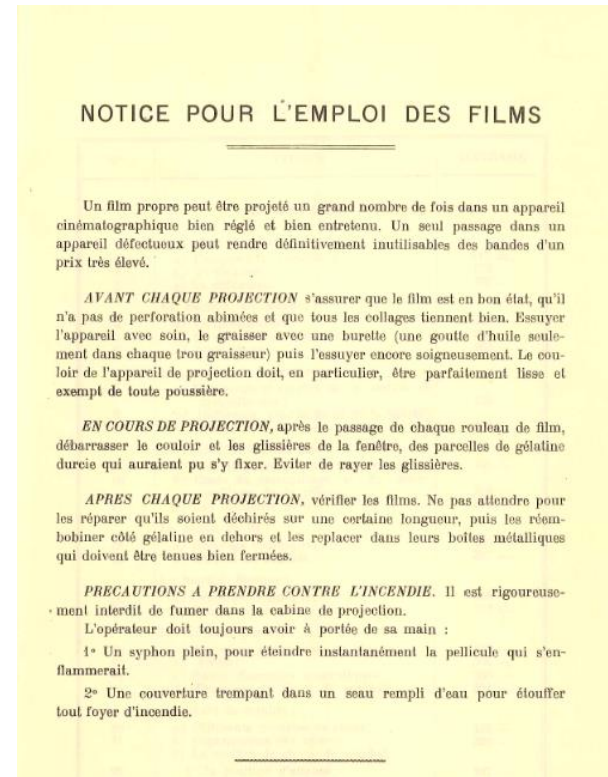 NOTICE POUR L'EMPLOI DES FILMS
Un film propre peut être projeté un grand nombre de fois dans un appareil
cinématographique bien réglé et bien entretenu. Un seul passage dans un
appareil défectueux peut rendre définitivement inutilisables des bandes d'un
prix très élevé.
AVANT CHAQUE PROJECTION s'assurer que le film est en bon état, qu'il
n'a pas de perforation abimées et que tous les collages tiennent bien. Essuyer
l'appareil avec soin, le graisser avec une burette (une goutte d'huile seule-
ment dans chaque trou graisseur) puis l'essuyer encore soigneusement. Le cou-
loir de l'appareil de projection doit, en particulier, être parfaitement lisse et
exempt de toute poussière.
EN COURS DE PROJECTION, après le passage de chaque rouleau de film,
débarrasser le couloir et les glissières de la fenêtre, des parcelles de gélatine
durcie qui auraient pu s'y fixer. Eviter de rayer les glissières.
APRES CHAQUE PROJECTION, vérifier les films. Ne pas attendre pour
les réparer qu'ils soient déchirés sur une certaine longueur, puis les réem-
bobiner côté gélatine en dehors et les replacer dans leurs boîtes métalliques
qui doivent être tenues bien fermées.
PRECAUTIONS A PRENDRE CONTRE L'INCENDIE. Il est rigoureuse-
ment interdit de fumer dans la cabine de projection.
L'opérateur doit toujours avoir à portée de sa main :
1° Un syphon plein, pour éteindre instantanément la pellicule qui s'en-
flammerait.
2° Une couverture trempant dans un seau rempli d'eau pour étouffer
tout foyer d'incendie.